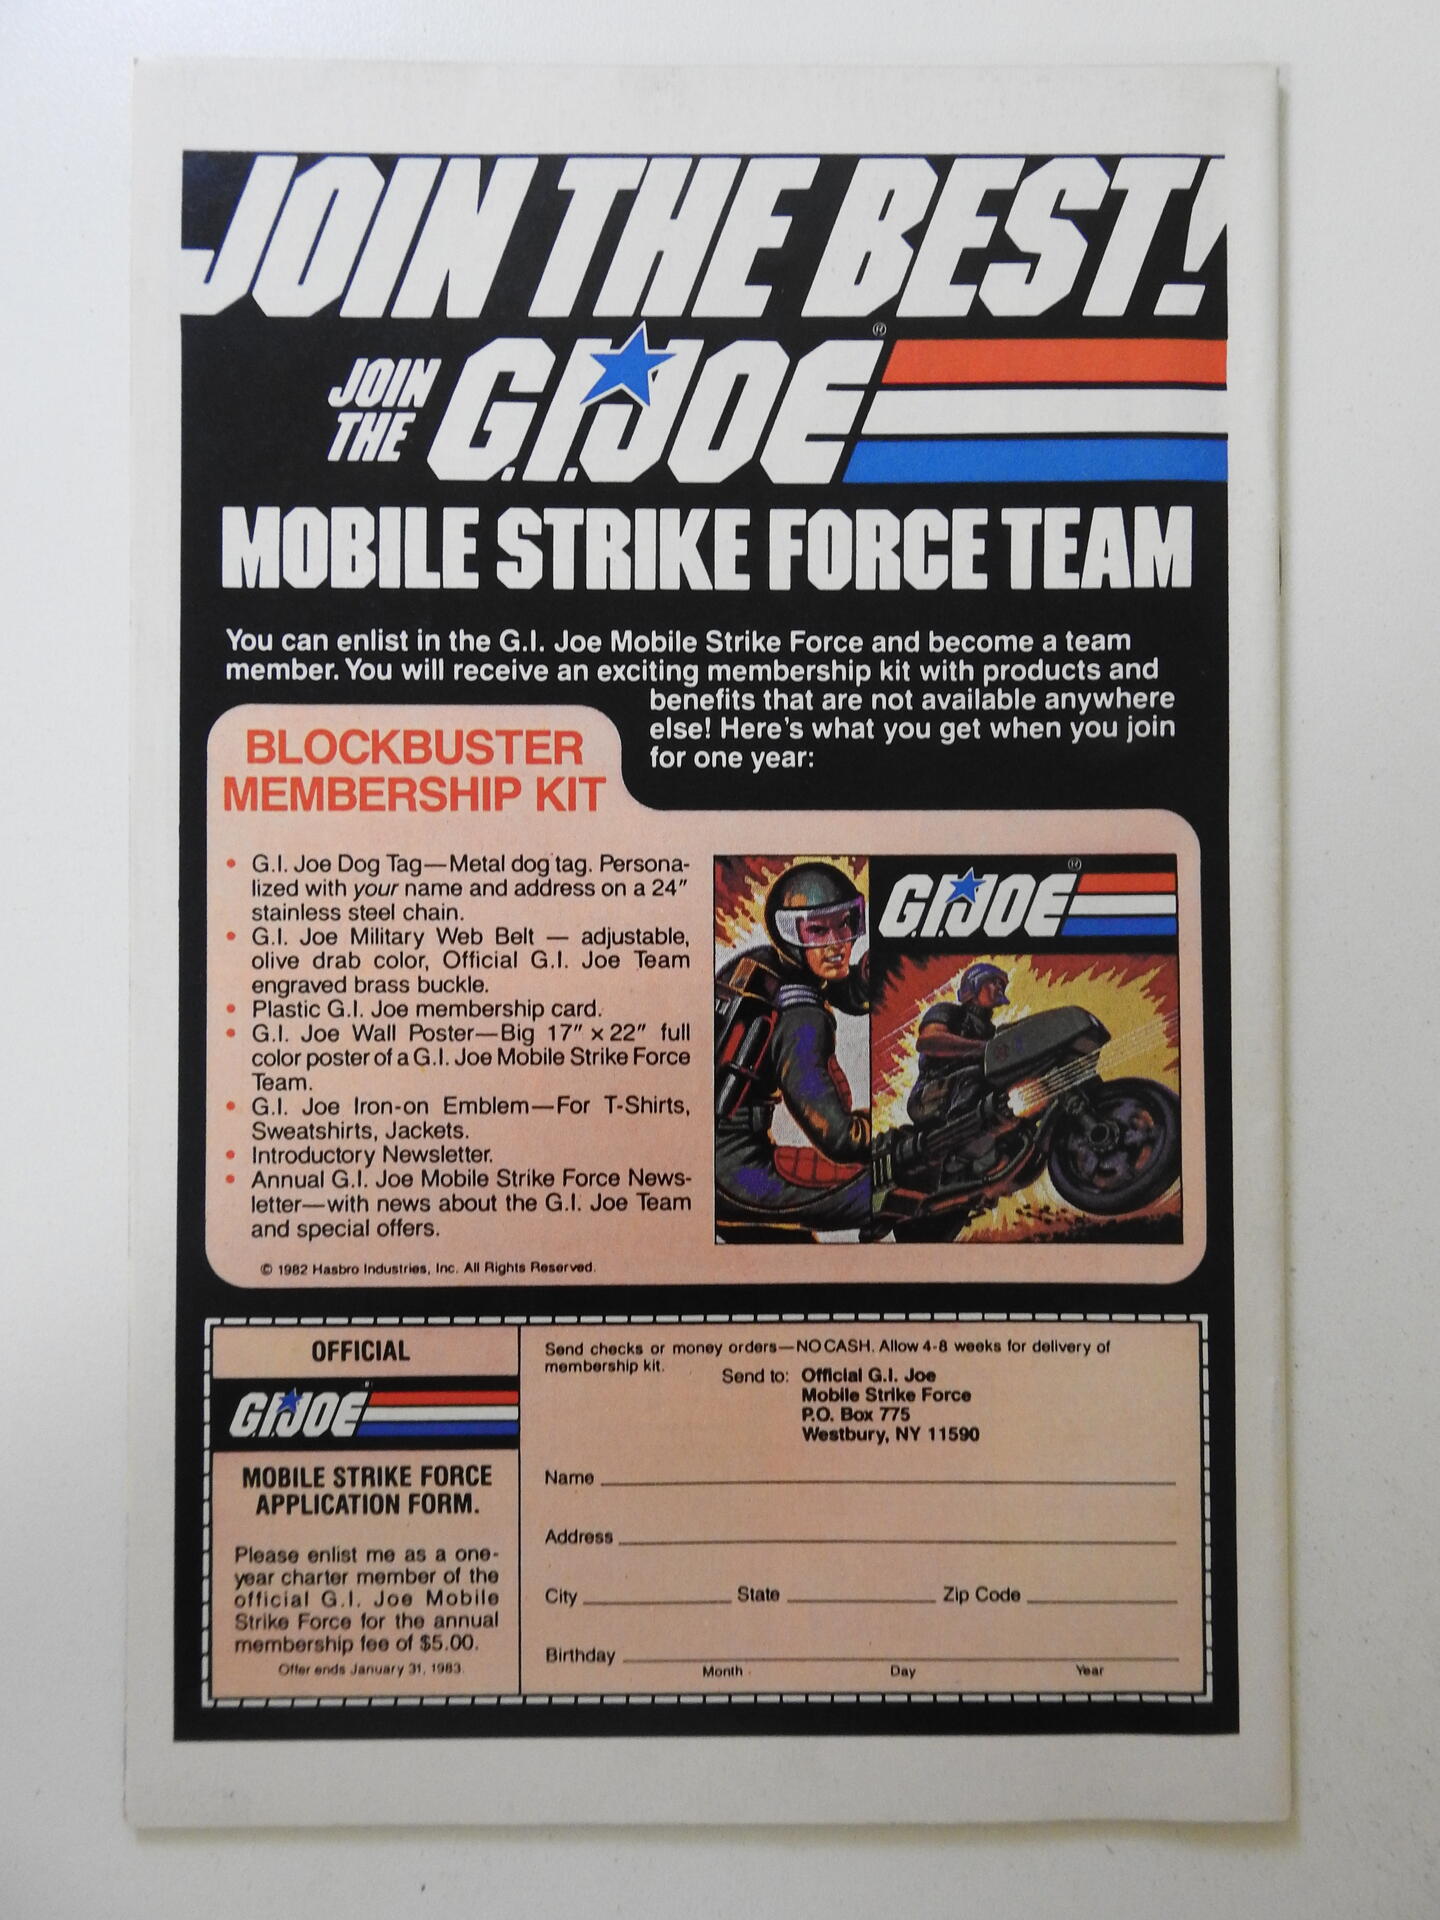 JOIN THE BEST!
JOIN
THE
G.I. JOE ®
MOBILE STRIKE FORCE TEAM
You can enlist in the G.I. Joe Mobile Strike Force and become a team
member. You will receive an exciting membership kit with products and
benefits that are not available anywhere
else! Here's what you get when you join
for one year:
BLOCKBUSTER
MEMBERSHIP KIT
• G.I. Joe Dog Tag—Metal dog tag. Persona-
lized with your name and address on a 24″
stainless steel chain.
• G.I. Joe Military Web Belt — adjustable,
olive drab color, Official G.I. Joe Team
engraved brass buckle.
• Plastic G.I. Joe membership card.
• G.I. Joe Wall Poster—Big 17″ x 22″ full
color poster of a G.I. Joe Mobile Strike Force
Team.
• G.I. Joe Iron-on Emblem—For T-Shirts,
Sweatshirts, Jackets.
• Introductory Newsletter.
• Annual G.I. Joe Mobile Strike Force News-
letter—with news about the G.I. Joe Team
and special offers.
© 1982 Hasbro Industries, Inc. All Rights Reserved.
G.I. JOE ®
OFFICIAL
G.I. JOE
MOBILE STRIKE FORCE
APPLICATION FORM.
Please enlist me as a one-
year charter member of the
official G.I. Joe Mobile
Strike Force for the annual
membership fee of $5.00.
Offer ends January 31, 1983.
Send checks or money orders—NO CASH. Allow 4-8 weeks for delivery of
membership kit.
Send to: Official G.I. Joe
Mobile Strike Force
P.O. Box 775
Westbury, NY 11590
Name
Address
City State Zip Code
Birthday
Month Day Year